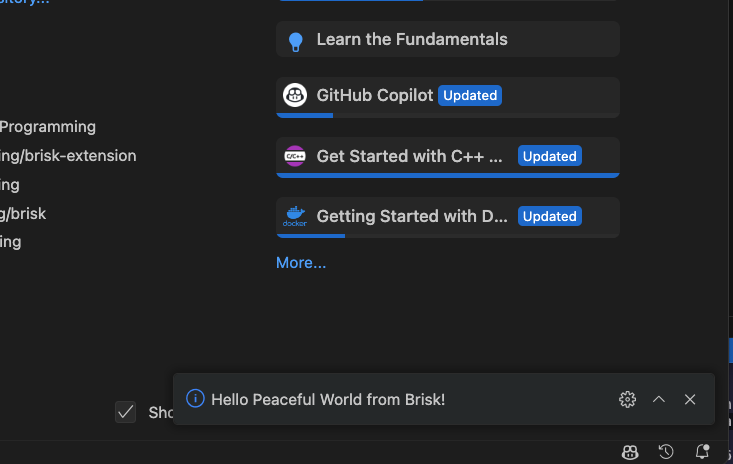 Learn the Fundamentals
GitHub Copilot Updated
Programming
ing/brisk-extension
C/C++ Get Started with C++ ... Updated
ing
g/brisk
docker Getting Started with D... Updated
ing
More...
Hello Peaceful World from Brisk!
Sho